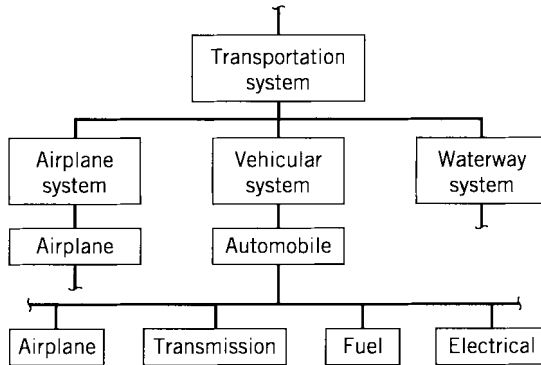 Transportation
system
Airplane
system
Vehicular
system
Waterway
system
Airplane
Automobile
Airplane
Transmission
Fuel
Electrical